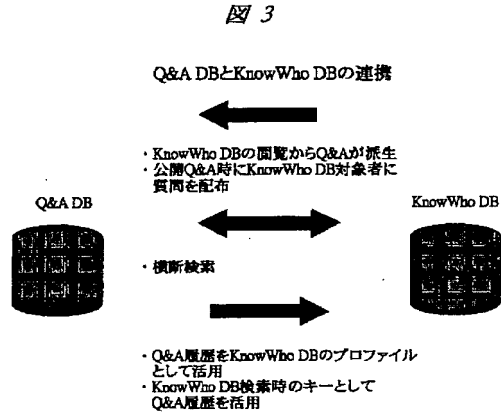 図 3
Q&A DBとKnowWho DBの連携
・KnowWho DBの閲覧からQ&Aが派生
・公開Q&A時にKnowWho DB対象者に
質問を配布
Q&A DB
KnowWho DB
・横断検索
・Q&A履歴をKnowWho DBのプロファイル
として活用
・KnowWho DB検索時のキーとして
Q&A履歴を活用